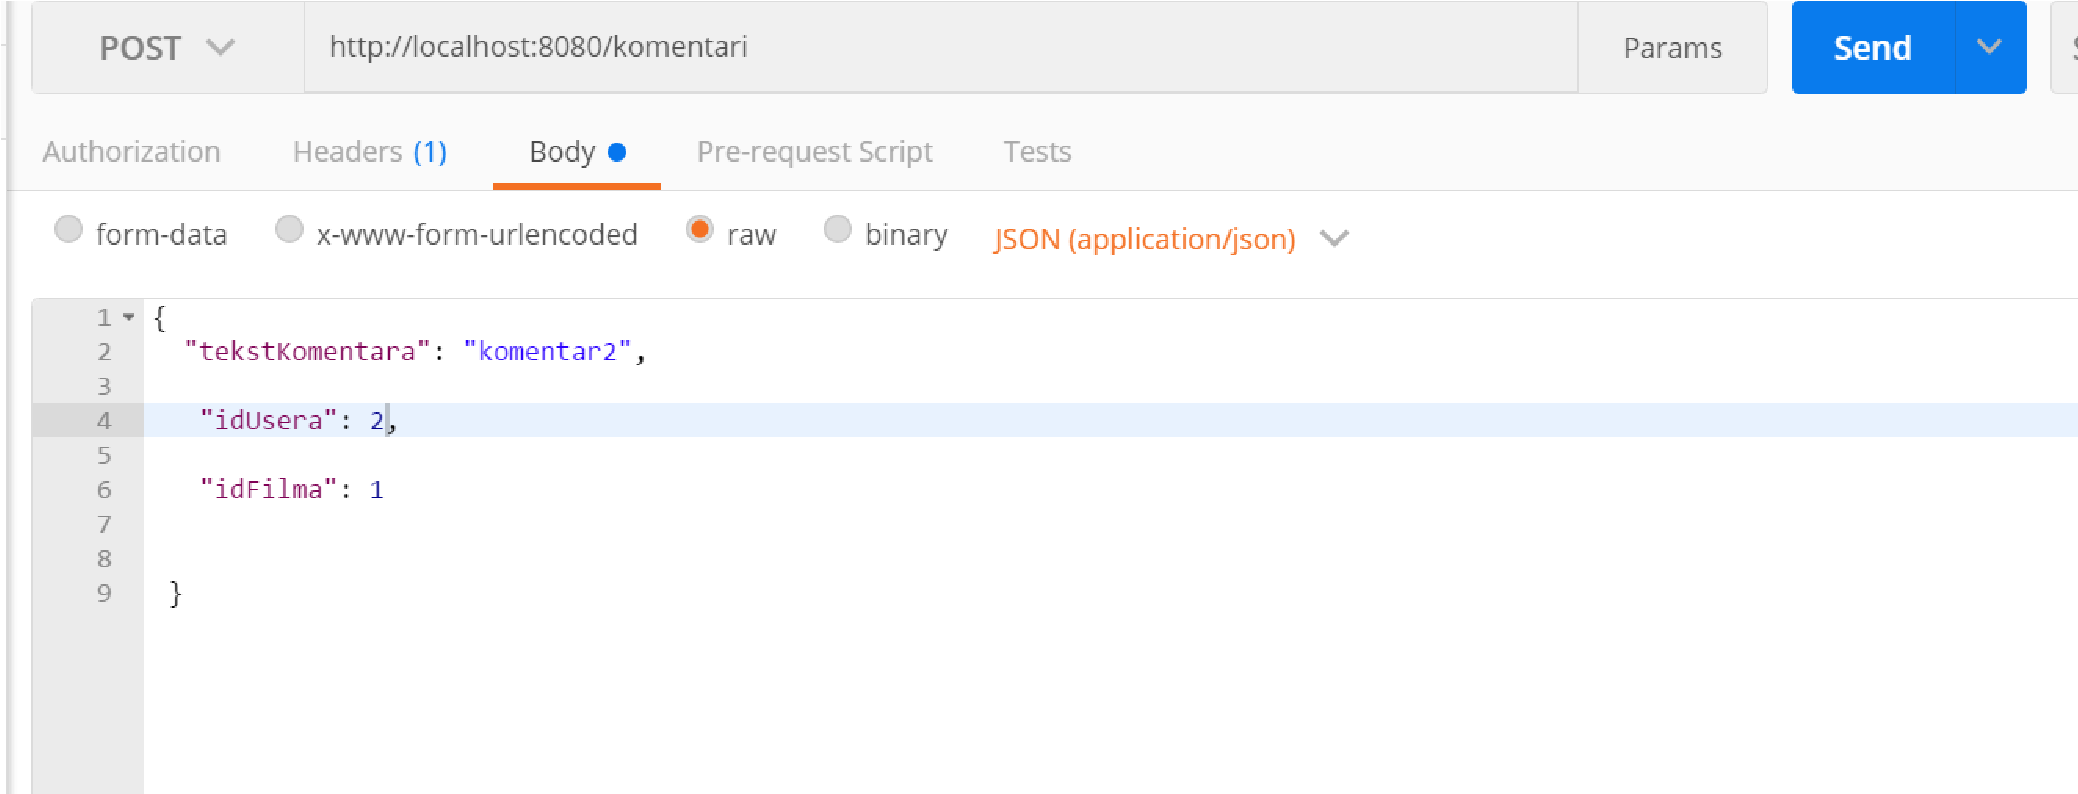 POST http://localhost:8080/komentari Params Send
Authorization Headers (1) Body Pre-request Script Tests
form-data x-www-form-urlencoded raw binary JSON (application/json)
1 {
2 "tekstKomentara": "komentar2",
3
4 "idUsera": 2,
5
6 "idFilma": 1
7
8
9 }